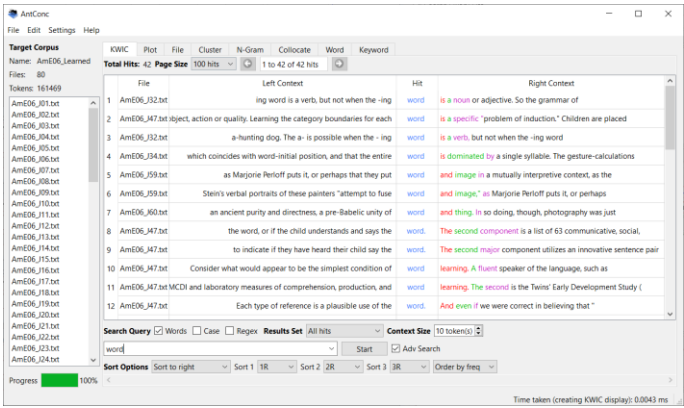 AntConc
File Edit Settings Help
Target Corpus
Name: AmE06_Learned
Files: 80
Tokens: 161469
AmE06_J01.txt
AmE06_J02.txt
AmE06_J03.txt
AmE06_J04.txt
AmE06_J05.txt
AmE06_J06.txt
AmE06_J07.txt
AmE06_J08.txt
AmE06_J09.txt
AmE06_J10.txt
AmE06_J11.txt
AmE06_J12.txt
AmE06_J13.txt
AmE06_J14.txt
AmE06_J15.txt
AmE06_J16.txt
AmE06_J17.txt
AmE06_J18.txt
AmE06_J19.txt
AmE06_J20.txt
AmE06_J21.txt
AmE06_J22.txt
AmE06_J23.txt
AmE06_J24.txt
Progress 100%
KWIC Plot File Cluster N-Gram Collocate Word Keyword
Total Hits: 42 Page Size 100 hits 1 to 42 of 42 hits
File Left Context Hit Right Context
1 AmE06_J32.txt ing word is a verb, but not when the -ing word is a noun or adjective. So the grammar of
2 AmE06_J47.txt object, action or quality. Learning the category boundaries for each word is a specific "problem of induction." Children are placed
3 AmE06_J32.txt a-hunting dog. The a- is possible when the - ing word is a verb, but not when the -ing word
4 AmE06_J34.txt which coincides with word-initial position, and that the entire word is dominated by a single syllable. The gesture-calculations
5 AmE06_J59.txt as Marjorie Perloff puts it, or perhaps that they put word and image in a mutually interpretive context, as the
6 AmE06_J59.txt Stein's verbal portraits of these painters "attempt to fuse word and image," as Marjorie Perloff puts it, or perhaps
7 AmE06_J60.txt an ancient purity and directness, a pre-Babelic unity of word and thing. In so doing, though, photography was just
8 AmE06_J47.txt the word, or if the child understands and says the word. The second component is a list of 63 communicative, social,
9 AmE06_J47.txt to indicate if they have heard their child say the word. The second major component utilizes an innovative sentence pair
10 AmE06_J47.txt Consider what would appear to be the simplest condition of word learning. A fluent speaker of the language, such as
11 AmE06_J47.txt MCDI and laboratory measures of comprehension, production, and word learning. The second is the Twins' Early Development Study (
12 AmE06_J47.txt Each type of reference is a plausible use of the word. And even if we were correct in believing that "
Search Query Words Case Regex Results Set All hits Context Size 10 token(s)
word Start Adv Search
Sort Options Sort to right Sort 1 1R Sort 2 2R Sort 3 3R Order by freq
Time taken (creating KWIC display): 0.0043 ms